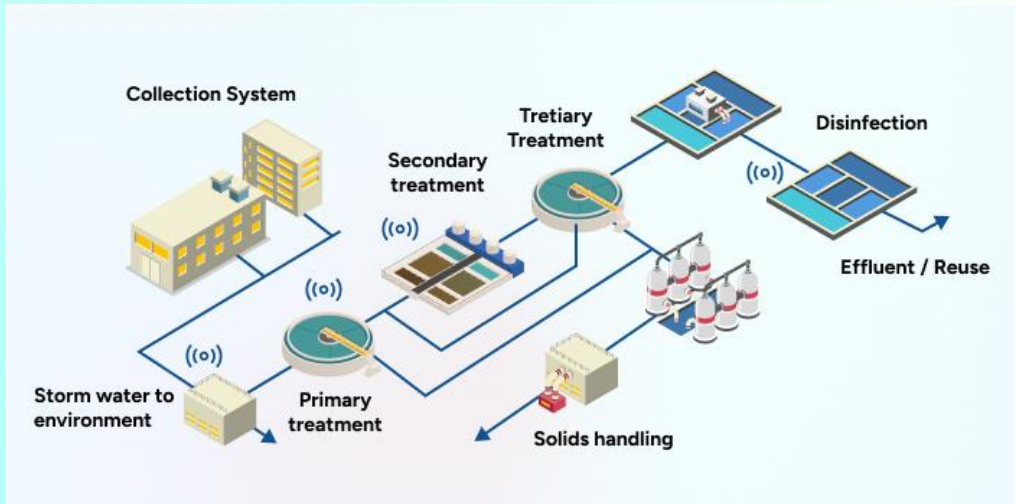 Collection System
Secondary
treatment
Tretiary
Treatment
Disinfection
Effluent / Reuse
Storm water to
environment
Primary
treatment
Solids handling